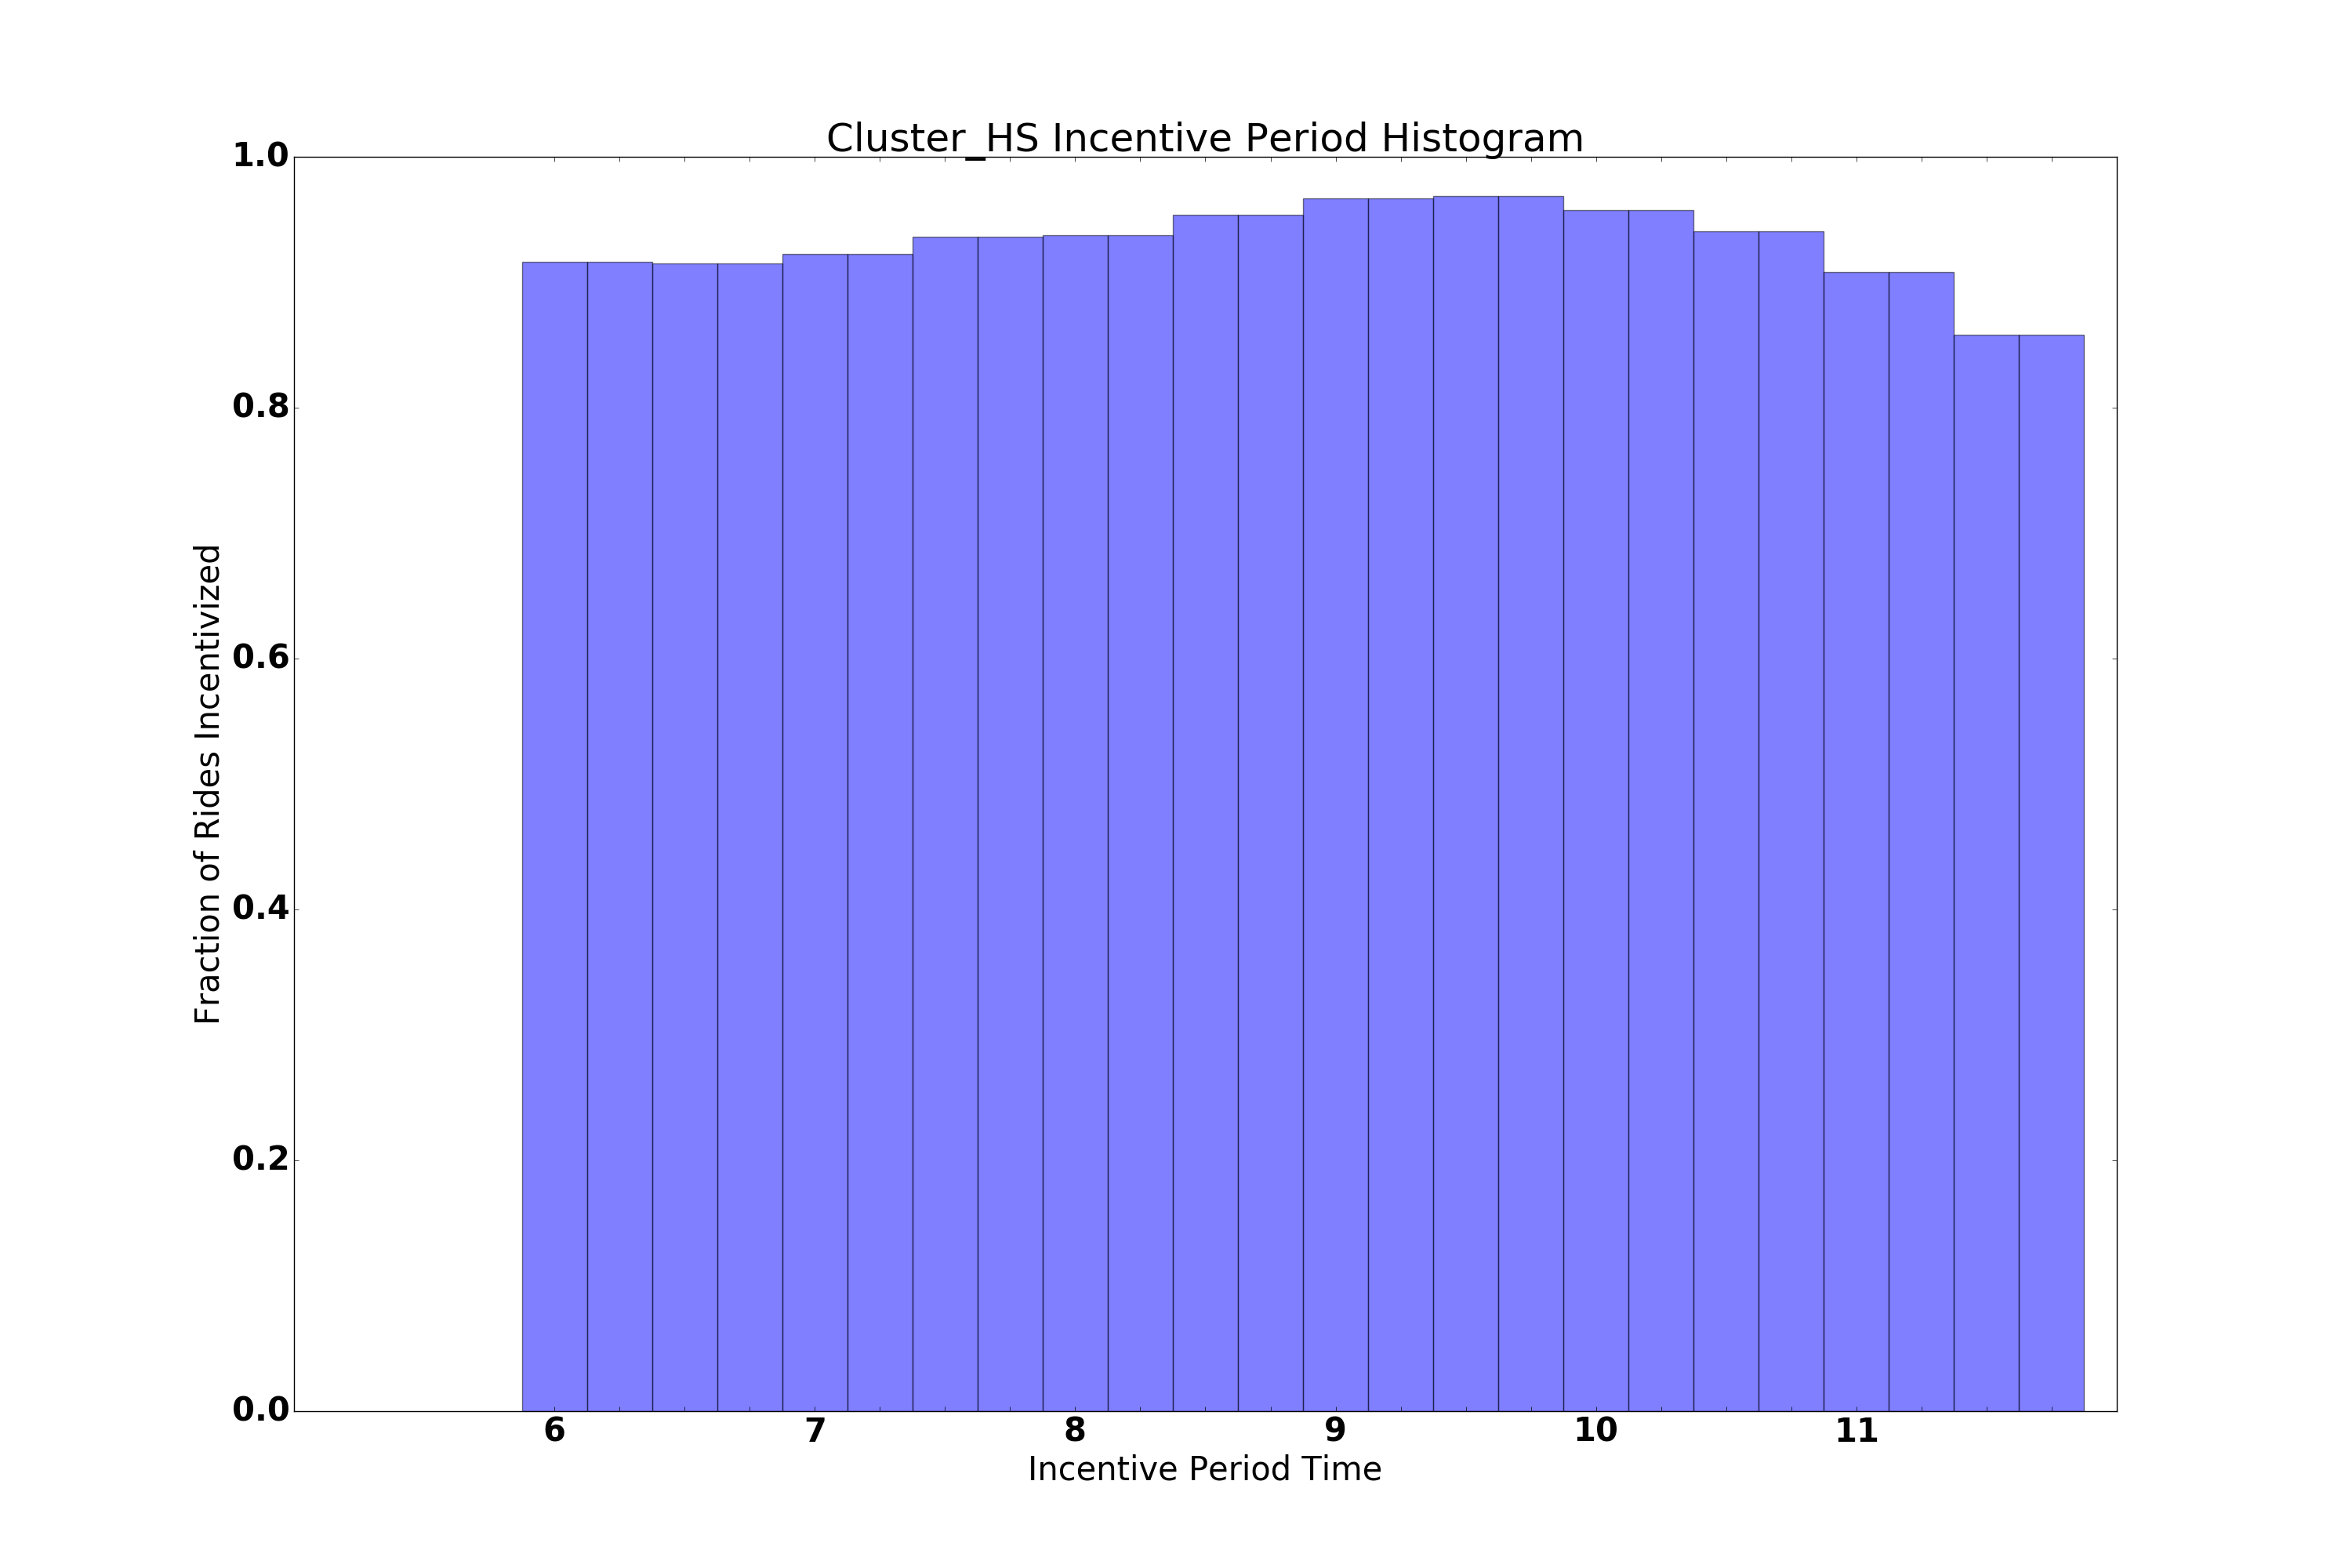 Cluster_HS Incentive Period Histogram
1.0
0.8
0.6
0.4
0.2
0.0
Fraction of Rides Incentivized
6 7 8 9 10 11
Incentive Period Time